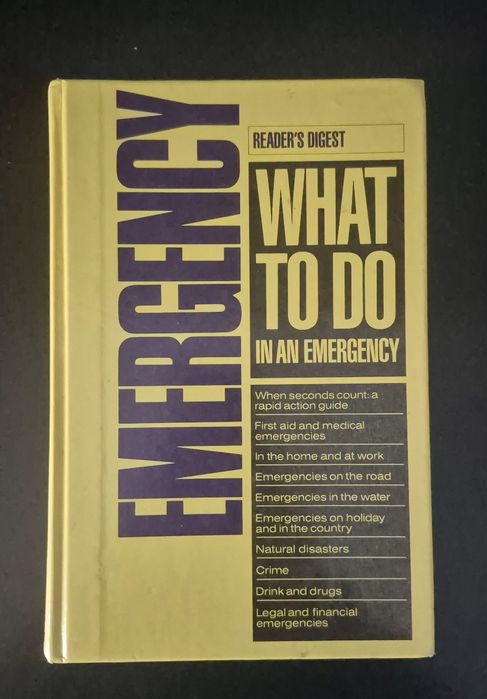 EMERGENCY
READER'S DIGEST
WHAT
TO DO
IN AN EMERGENCY
When seconds count: a
rapid action guide
First aid and medical
emergencies
In the home and at work
Emergencies on the road
Emergencies in the water
Emergencies on holiday
and in the country
Natural disasters
Crime
Drink and drugs
Legal and financial
emergencies